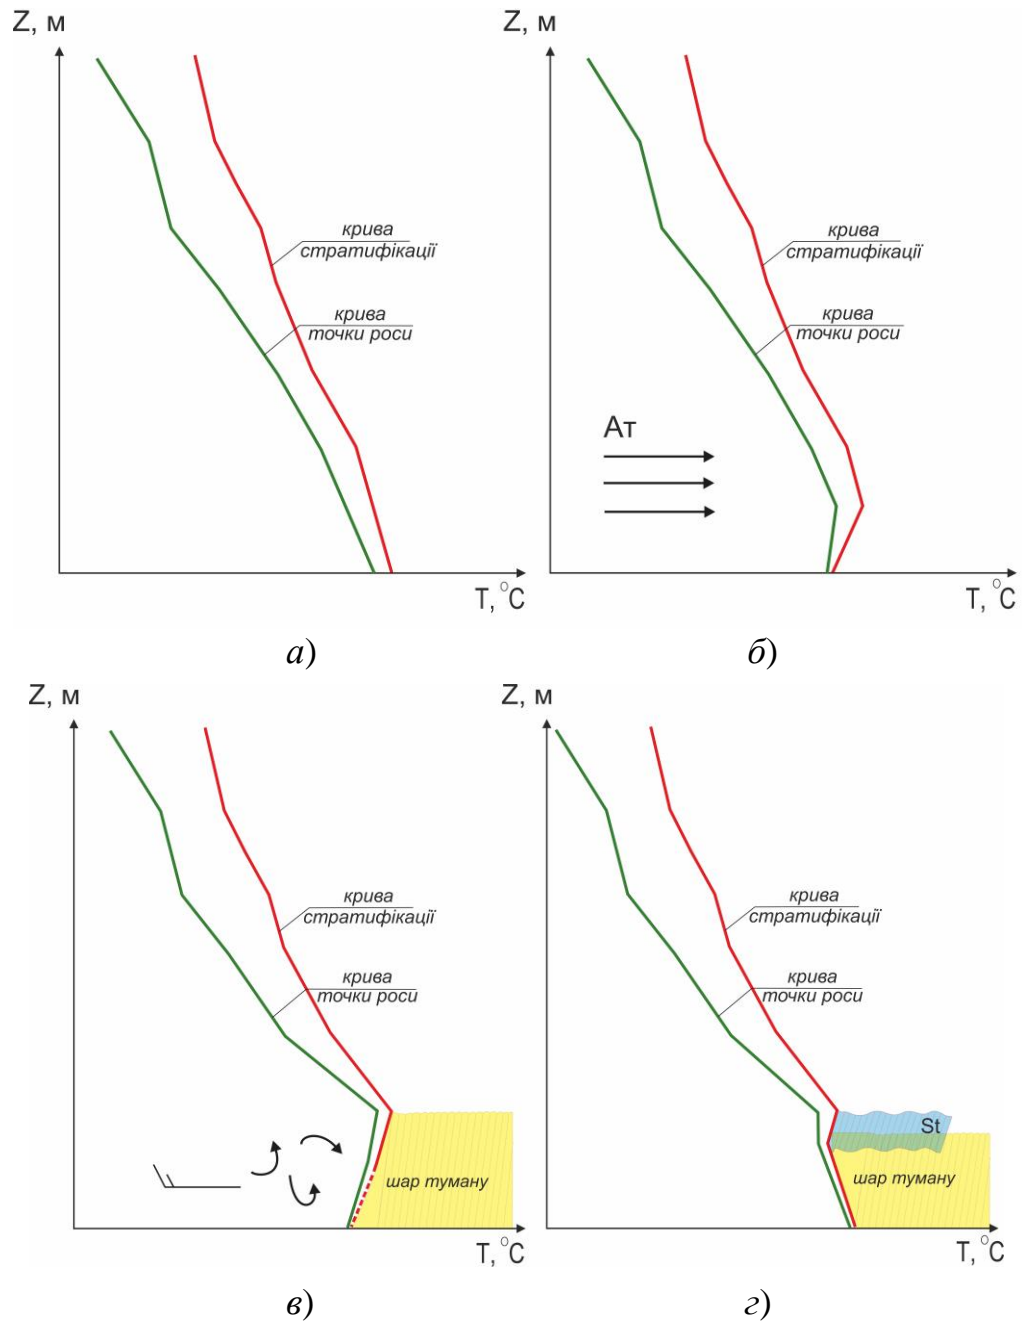 Z, м
крива
стратифікації
крива
точки роси
T, °C
а)
Z, м
крива
стратифікації
крива
точки роси
Ат
T, °C
б)
Z, м
крива
стратифікації
крива
точки роси
шар туману
T, °C
в)
Z, м
крива
стратифікації
крива
точки роси
St
шар туману
T, °C
г)